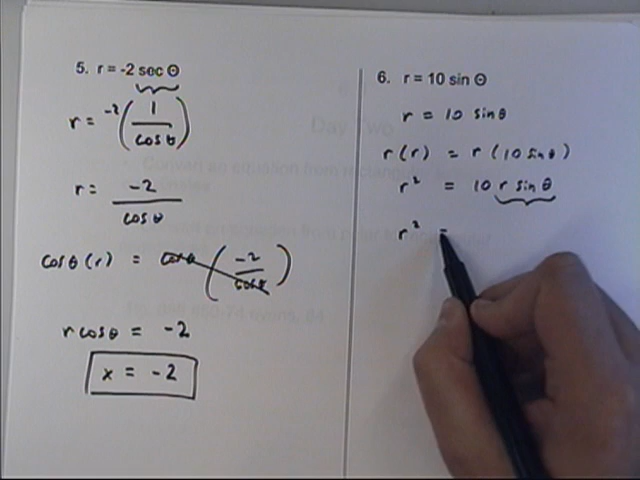 5. r = -2 sec Θ
r = -2 ( 1 / cos θ )
r = -2 / cos θ
cos θ (r) = cos θ ( -2 / cos θ )
r cos θ = -2
x = -2
6. r = 10 sin Θ
r = 10 sin θ
r (r) = r (10 sin θ)
r² = 10 r sin θ
r² =
Day Two